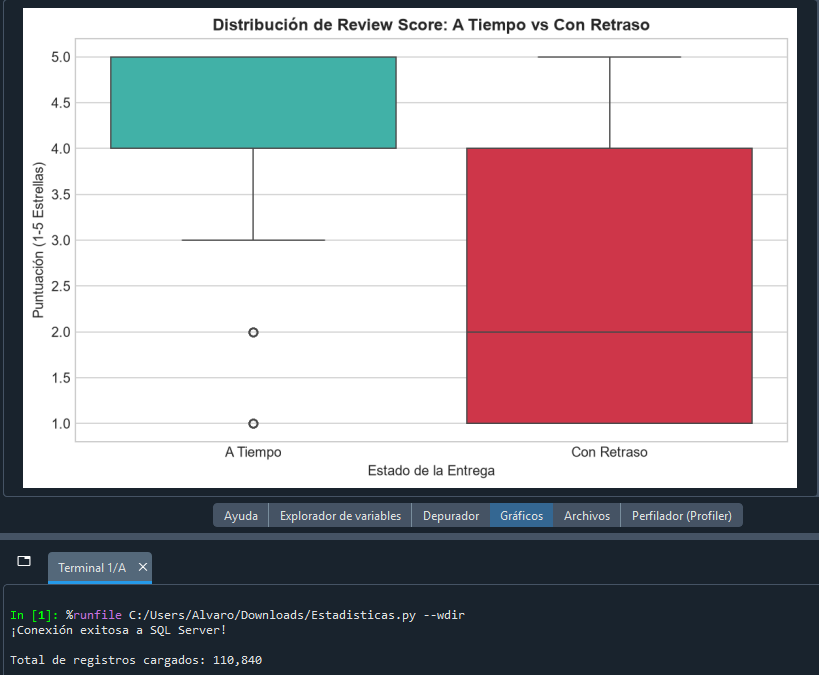 Distribución de Review Score: A Tiempo vs Con Retraso
5.0
4.5
4.0
3.5
3.0
2.5
2.0
1.5
1.0
Puntuación (1-5 Estrellas)
A Tiempo Con Retraso
Estado de la Entrega
Ayuda Explorador de variables Depurador Gráficos Archivos Perfilador (Profiler)
Terminal 1/A
In [1]: %runfile C:/Users/Alvaro/Downloads/Estadisticas.py --wdir
¡Conexión exitosa a SQL Server!
Total de registros cargados: 110,840